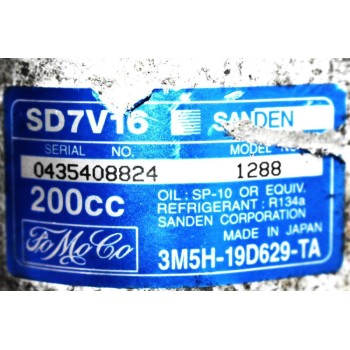 SD7V16 SANDEN
SERIAL NO. MODEL NO.
0435408824 1288
200cc
OIL: SP-10 OR EQUIV.
REFRIGERANT: R134a
SANDEN CORPORATION
MADE IN JAPAN
FoMoCo
3M5H-19D629-TA